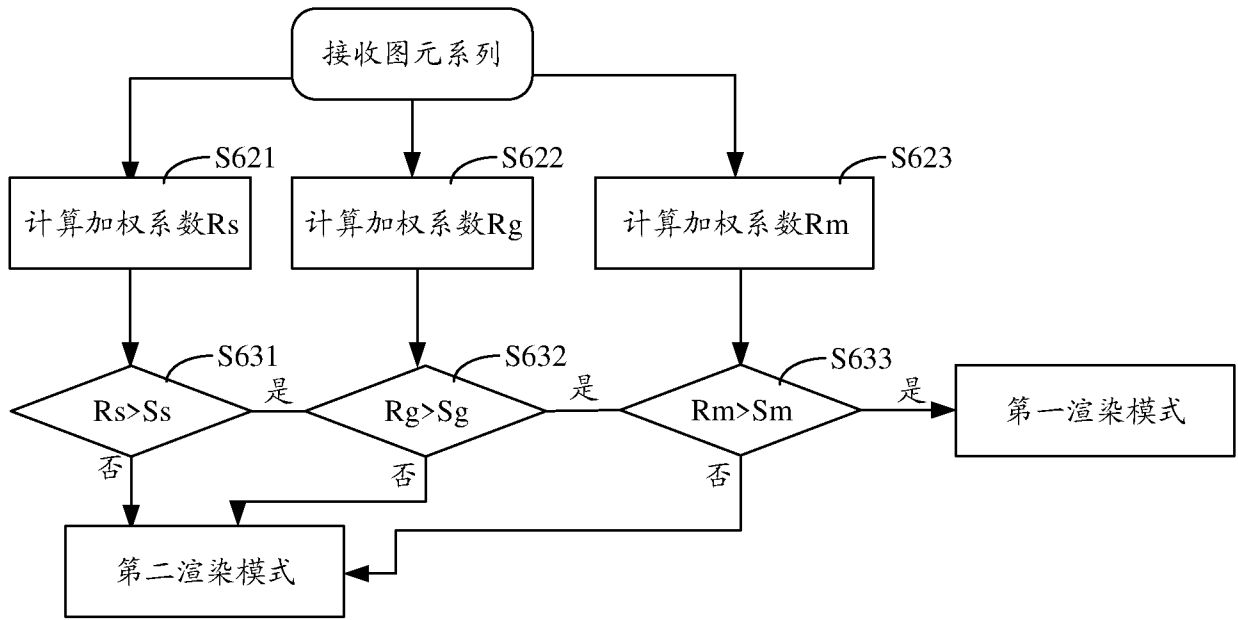 接收图元系列
S621
S622
S623
计算加权系数Rs
计算加权系数Rg
计算加权系数Rm
S631
S632
S633
Rs>Ss
是
Rg>Sg
是
Rm>Sm
是
第一渲染模式
否
否
否
第二渲染模式